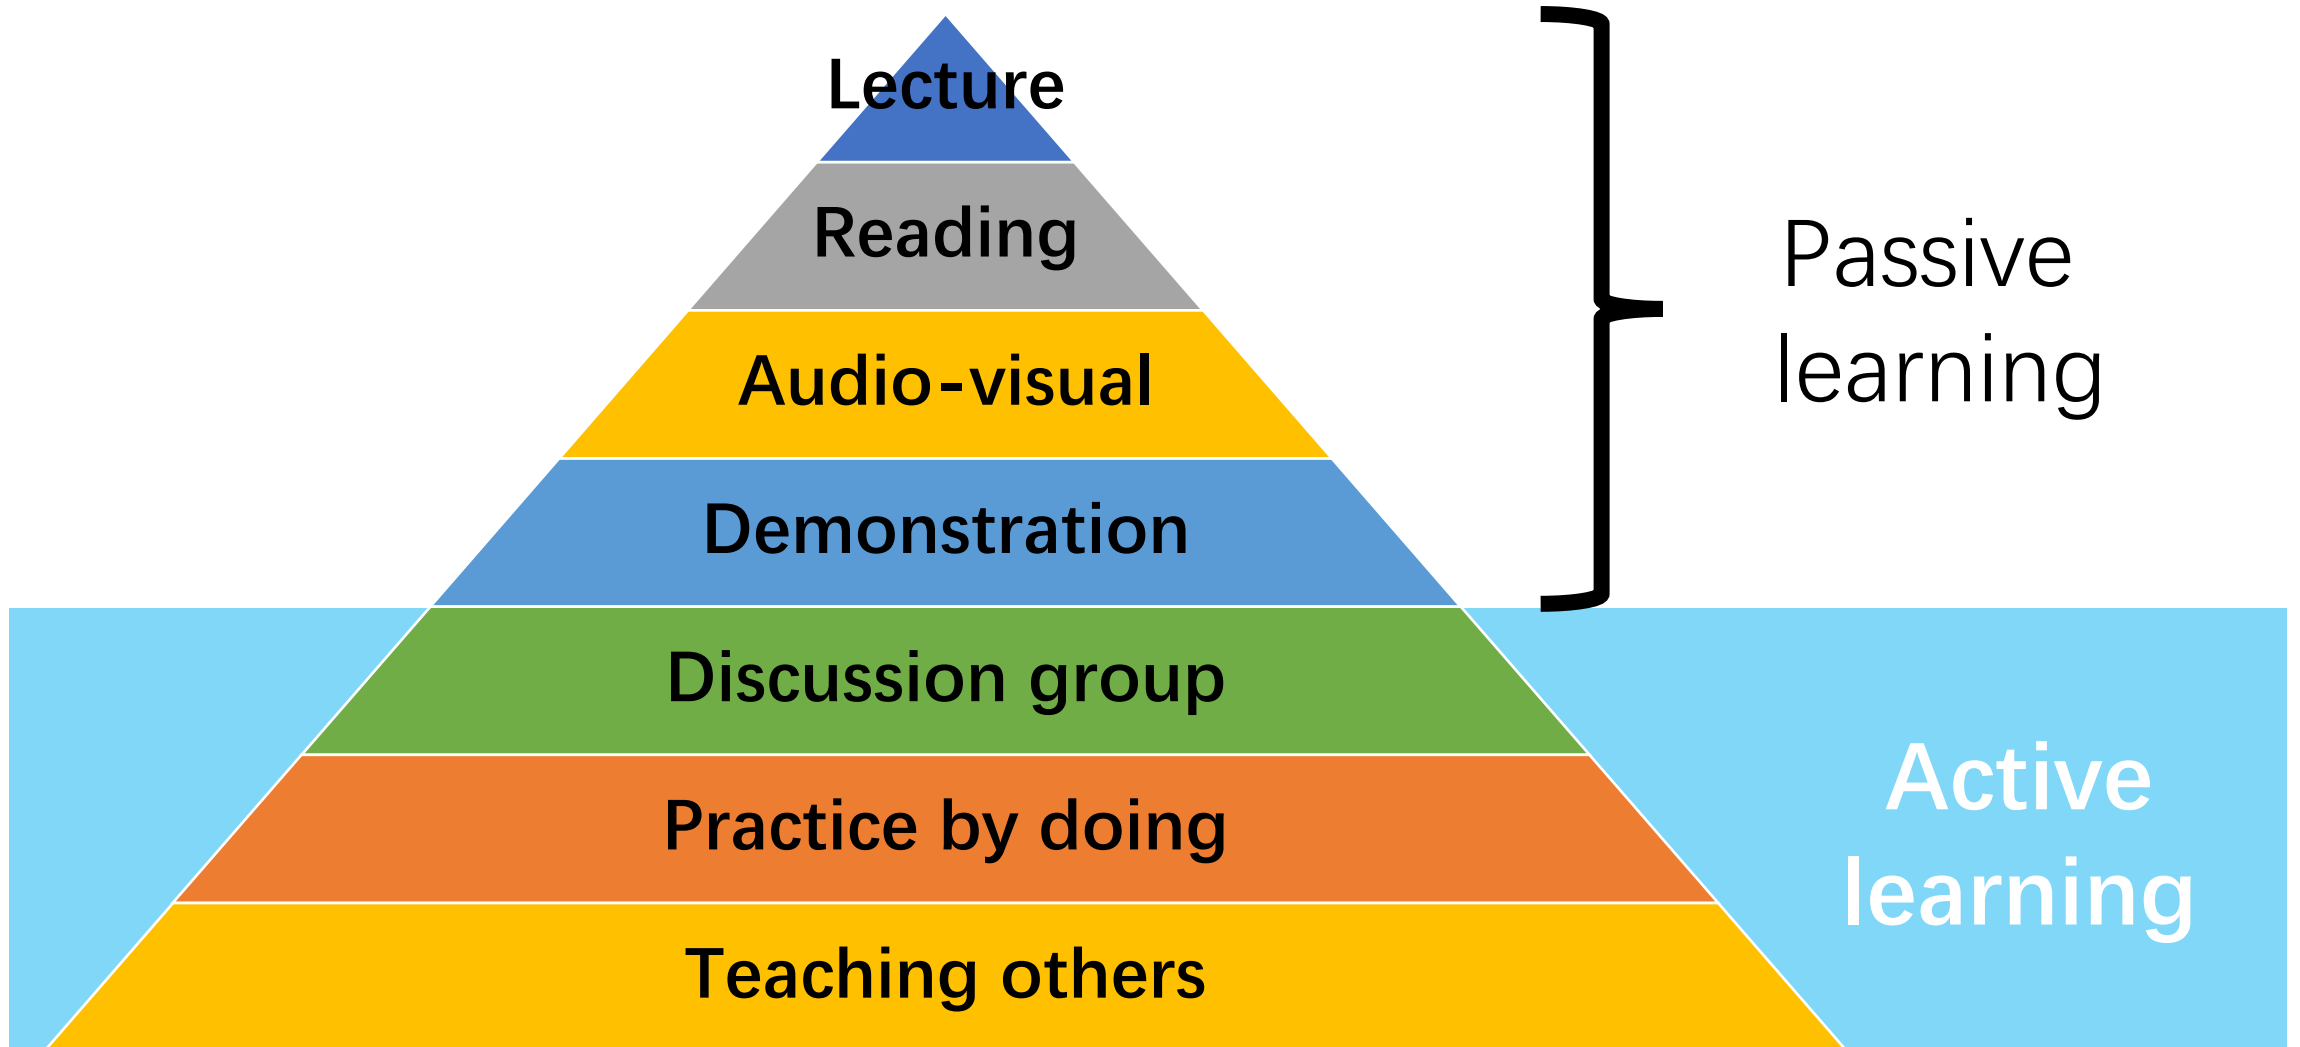 Lecture
Reading
Audio-visual
Demonstration
Passive
learning
Discussion group
Practice by doing
Teaching others
Active
learning